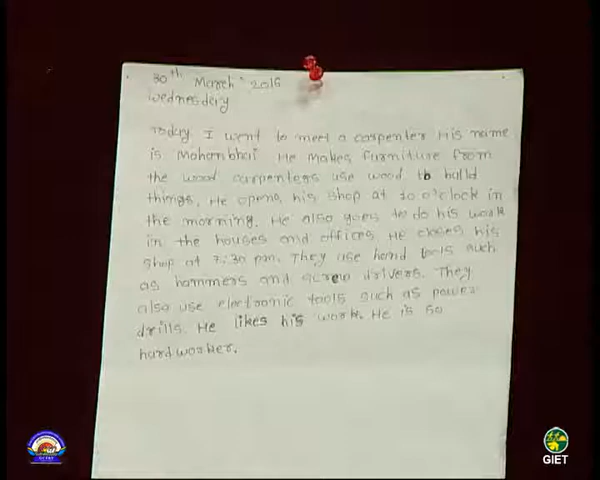 30th March 2016
Wednesdery
Today I went to meet a carpenter His name
is Mohanbhai He makes furniture from
the wood carpenters use wood to build
things. He opens his shop at 10 o'clock in
the morning. He also goes to do his work
in the houses and offices He closes his
shop at 7:30 pm. They use hand tools such
as hammers and screw drivers. They
also use electronic tools such as power
drills. He likes his work. He is so
hardworker.
GIET